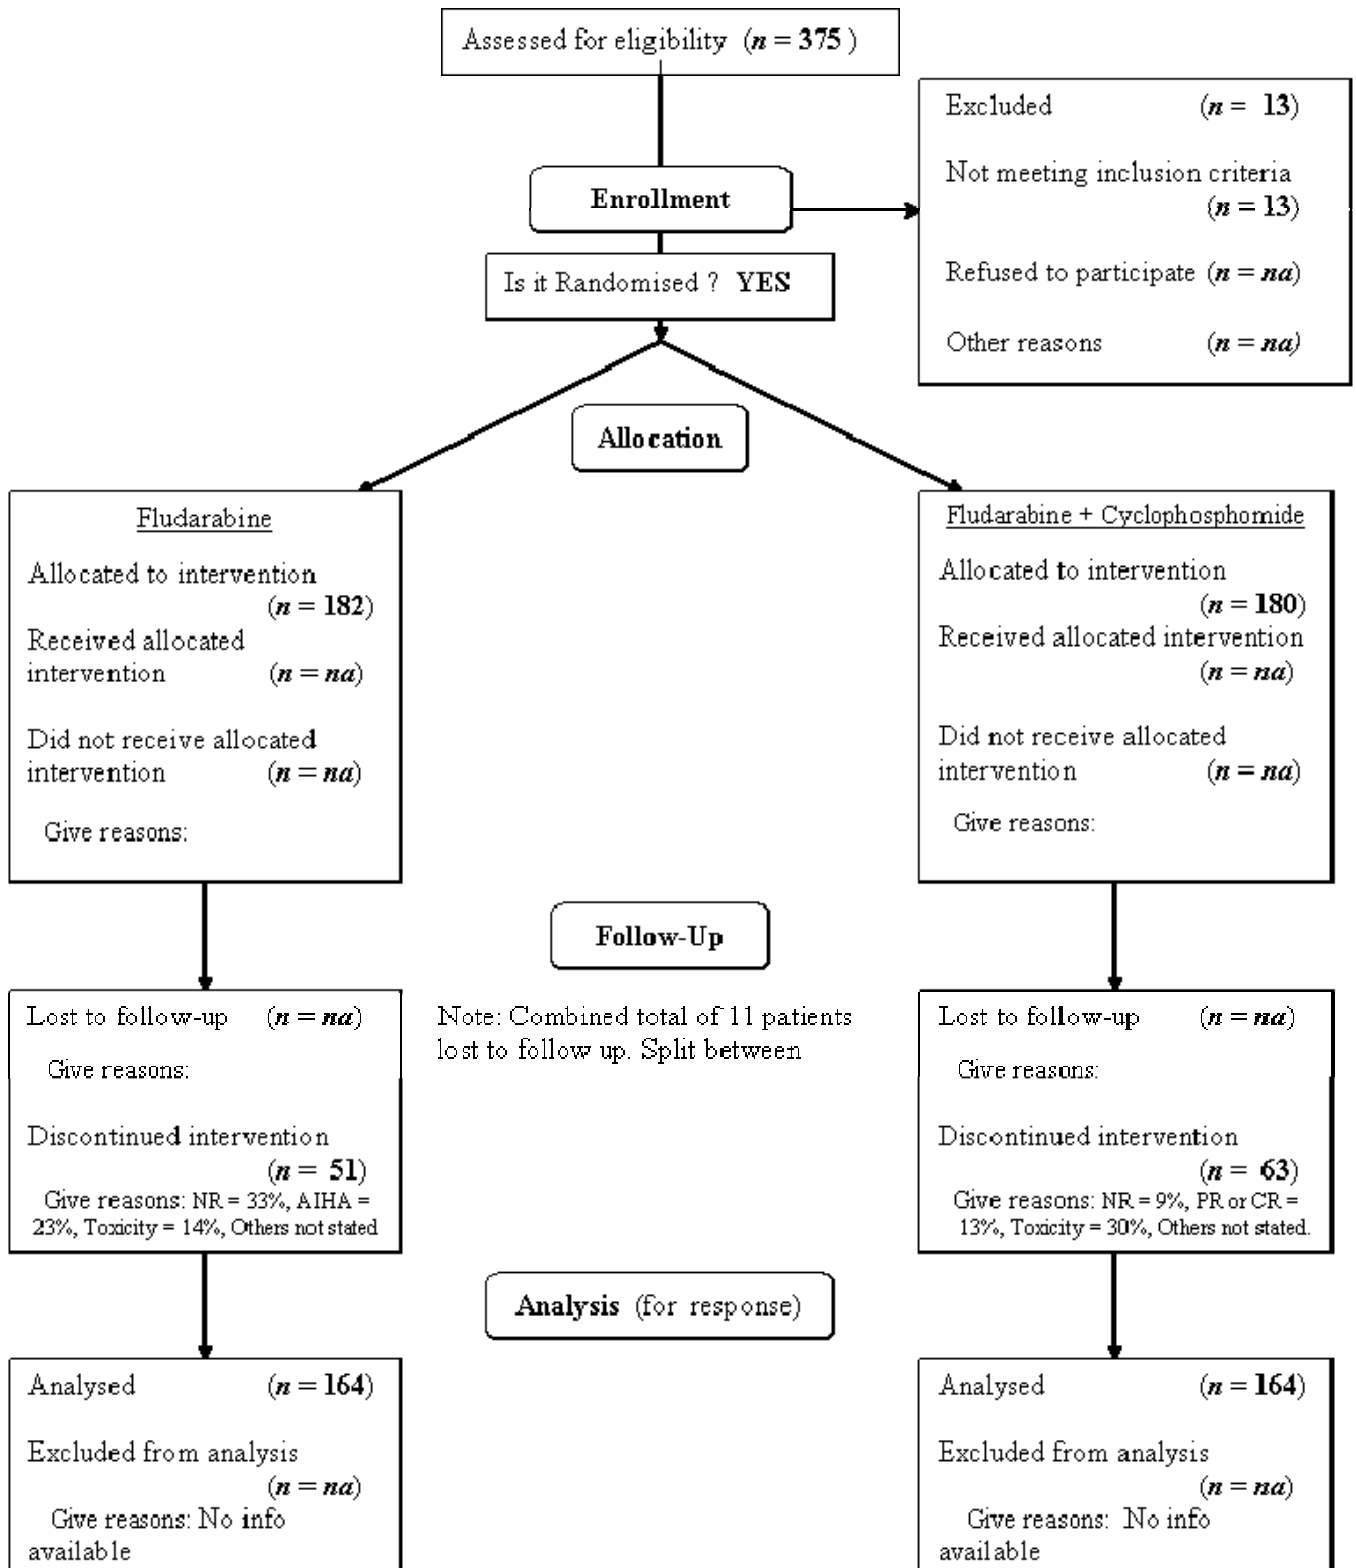 Assessed for eligibility (n = 375 )
Excluded (n = 13)
Not meeting inclusion criteria
(n = 13)
Refused to participate (n = na)
Other reasons (n = na)
Enrollment
Is it Randomised ? YES
Allocation
Fludarabine
Allocated to intervention
(n = 182)
Received allocated
intervention (n = na)
Did not receive allocated
intervention (n = na)
Give reasons:
Fludarabine + Cyclophosphomide
Allocated to intervention
(n = 180)
Received allocated intervention
(n = na)
Did not receive allocated
intervention (n = na)
Give reasons:
Follow-Up
Lost to follow-up (n = na)
Give reasons:
Discontinued intervention
(n = 51)
Give reasons: NR = 33%, AIHA =
23%, Toxicity = 14%, Others not stated
Note: Combined total of 11 patients
lost to follow up. Split between
Lost to follow-up (n = na)
Give reasons:
Discontinued intervention
(n = 63)
Give reasons: NR = 9%, PR or CR =
13%, Toxicity = 30%, Others not stated.
Analysis (for response)
Analysed (n = 164)
Excluded from analysis
(n = na)
Give reasons: No info
available
Analysed (n = 164)
Excluded from analysis
(n = na)
Give reasons: No info
available